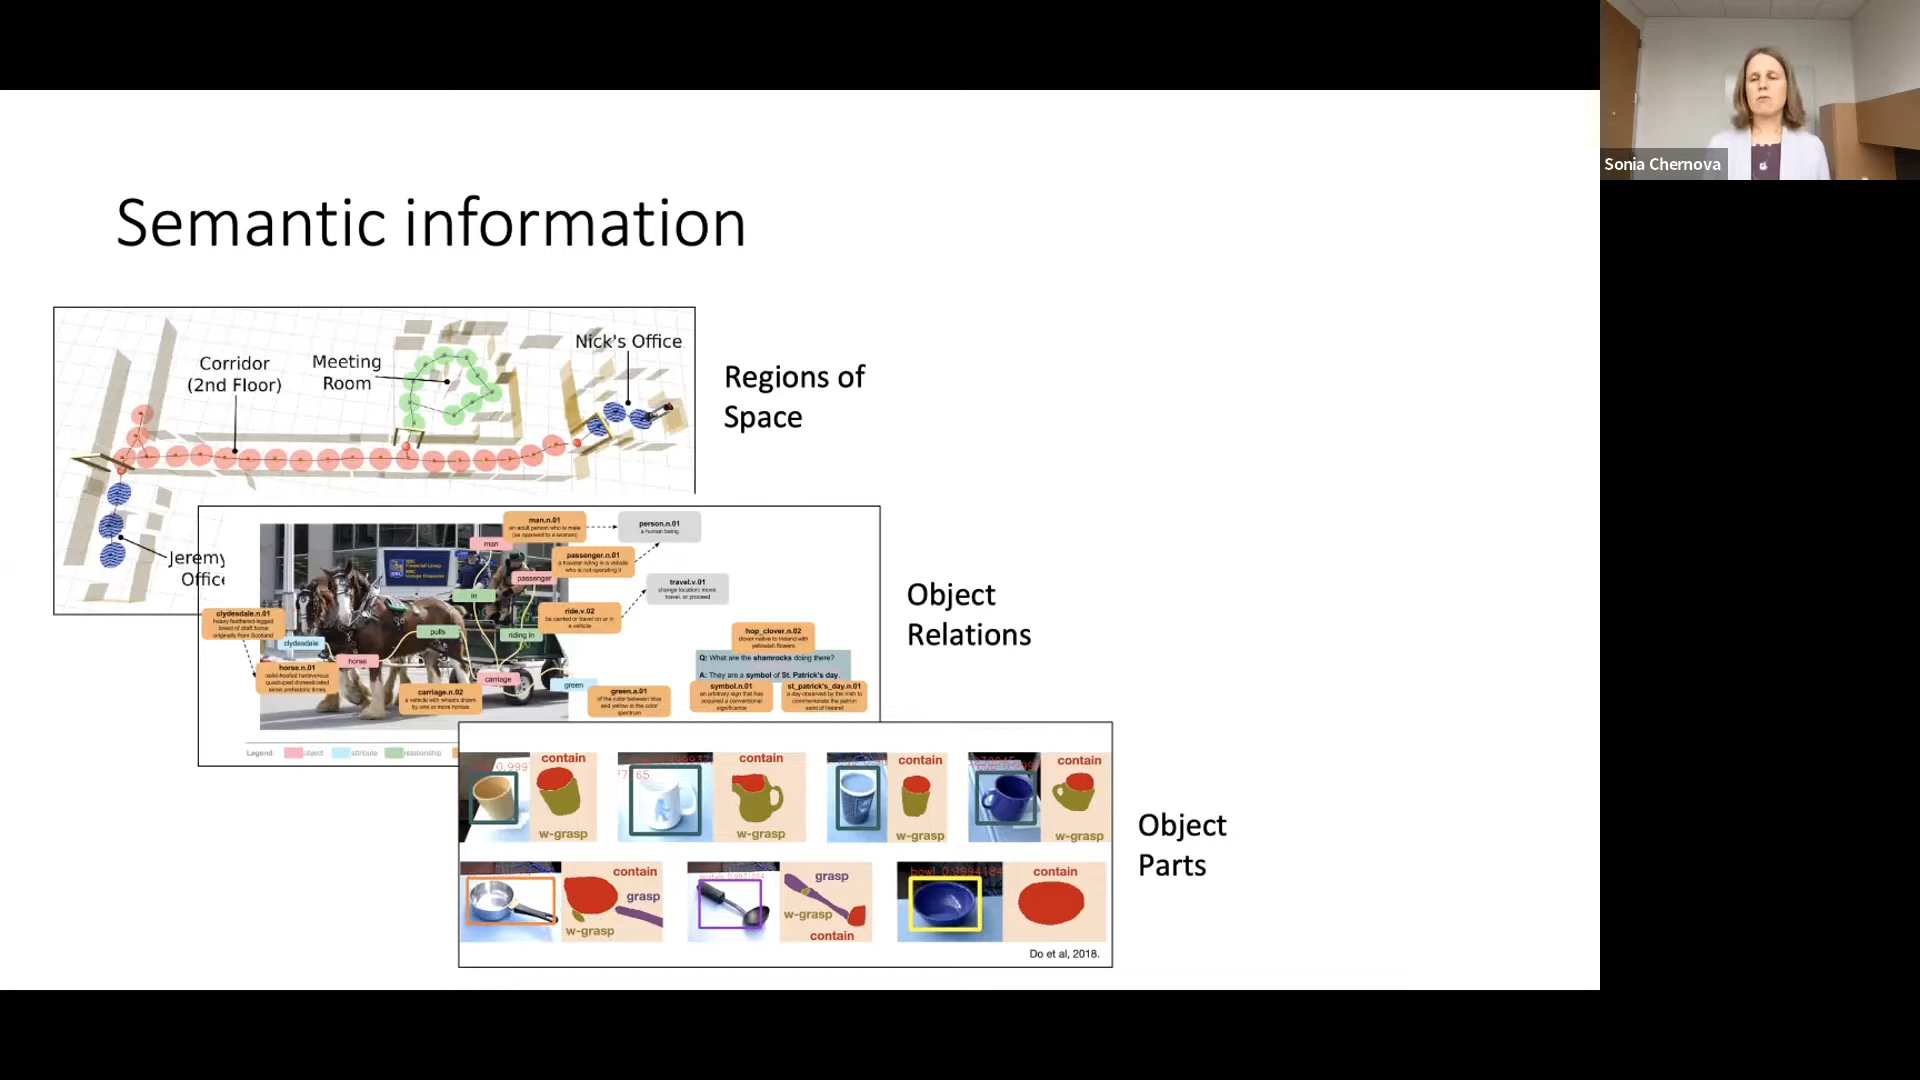 Sonia Chernova
Semantic information
Corridor
(2nd Floor)
Meeting
Room
Nick's Office
Jeremy
Office
Regions of
Space
man.n.01
an adult person who is male
(as opposed to a woman)
person.n.01
a human being
man
passenger.n.01
a traveler riding in a vehicle
who is not operating it
passenger
travel.v.01
change location; move,
travel, or proceed
in
ride.v.02
be carried or travel on or in
a vehicle
clydesdale.n.01
heavy feathered-legged
breed of draft horse
originally from Scotland
clydesdale
pulls
riding in
horse
horse.n.01
solid-hoofed herbivorous
quadruped domesticated
since prehistoric times
carriage
carriage.n.02
a vehicle with wheels drawn
by one or more horses
green
green.a.01
of the color between blue
and yellow in the color
spectrum
hop_clover.n.02
clover native to Ireland with
yellowish flowers
Q: What are the shamrocks doing there?
A: They are a symbol of St. Patrick's day.
symbol.n.01
an arbitrary sign that has
acquired a conventional
significance
st_patrick's_day.n.01
a day observed by the Irish to
commemorate the patron
saint of Ireland
Legend: object attribute relationship
Object
Relations
0.999
contain
w-grasp
contain
w-grasp
contain
w-grasp
contain
w-grasp
contain
grasp
w-grasp
grasp
w-grasp
contain
bowl 0.9994184
contain
Do et al, 2018.
Object
Parts